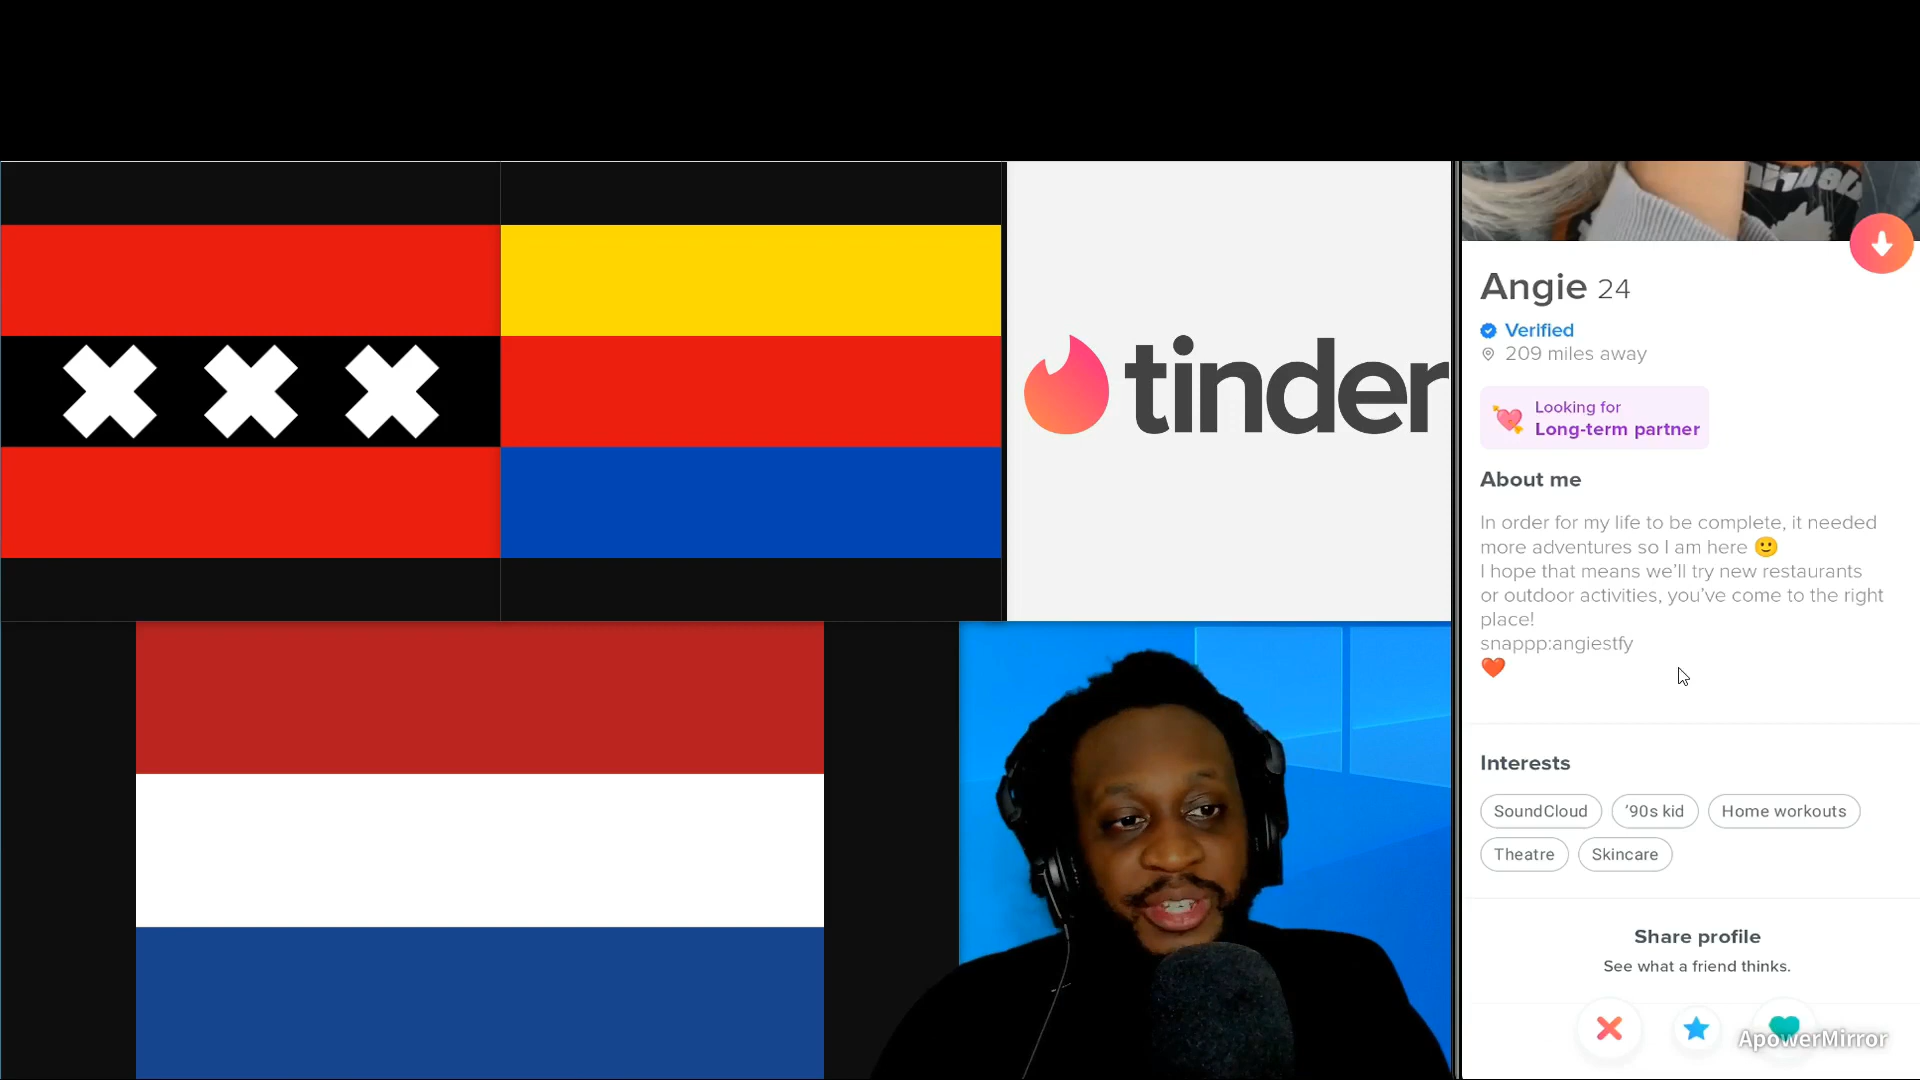 tinder
Angie 24
Verified
209 miles away
Looking for
Long-term partner
About me
In order for my life to be complete, it needed
more adventures so I am here 🙂
I hope that means we'll try new restaurants
or outdoor activities, you've come to the right
place!
snappp:angiestfy
❤️
Interests
SoundCloud
'90s kid
Home workouts
Theatre
Skincare
Share profile
See what a friend thinks.
ApowerMirror